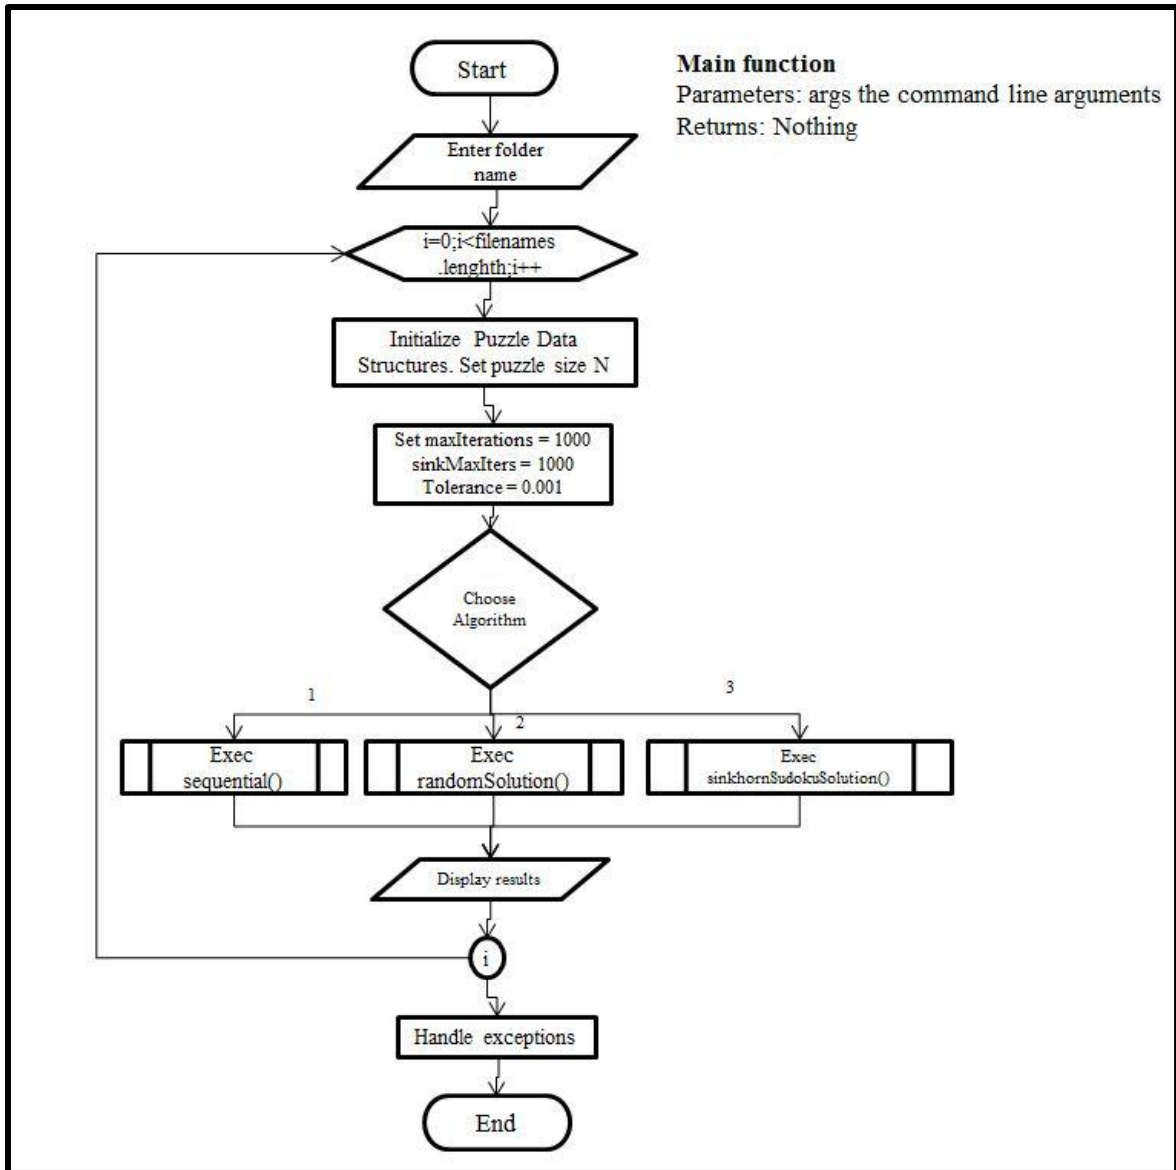 Start
Main function
Parameters: args the command line arguments
Returns: Nothing
Enter folder
name
i=0;i<filenames
.lenghth;i++
Initialize Puzzle Data
Structures. Set puzzle size N
Set maxIterations = 1000
sinkMaxIters = 1000
Tolerance = 0.001
Choose
Algorithm
1
2
3
Exec
sequential()
Exec
randomSolution()
Exec
sinkhornSudokuSolution()
Display results
i
Handle exceptions
End